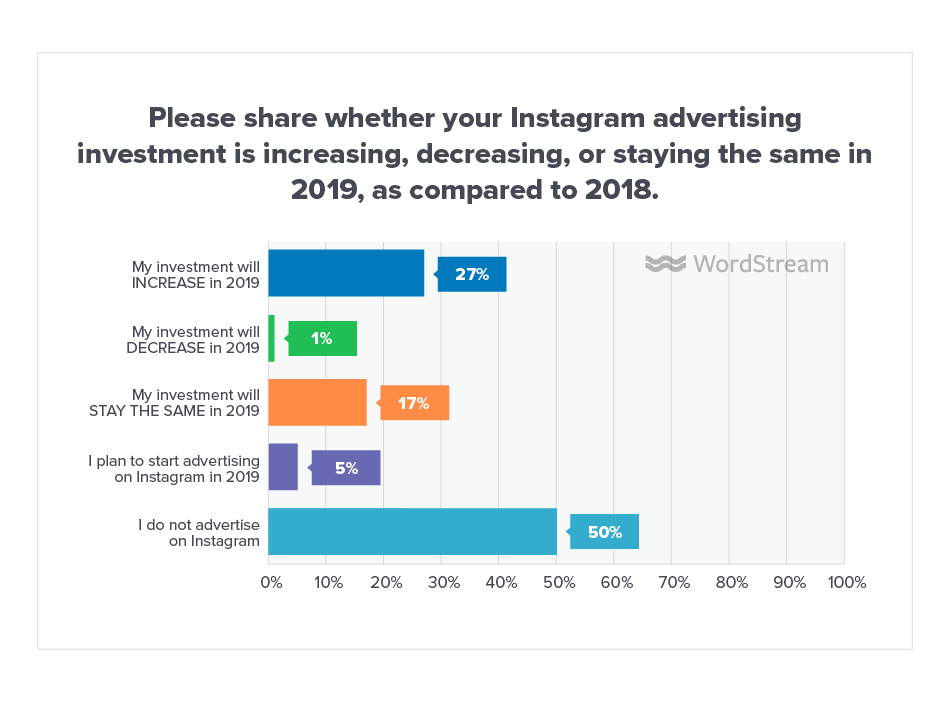 Please share whether your Instagram advertising
investment is increasing, decreasing, or staying the same in
2019, as compared to 2018.
WordStream
My investment will
INCREASE in 2019
27%
My investment will
DECREASE in 2019
1%
My investment will
STAY THE SAME in 2019
17%
I plan to start advertising
on Instagram in 2019
5%
I do not advertise
on Instagram
50%
0% 10% 20% 30% 40% 50% 60% 70% 80% 90% 100%